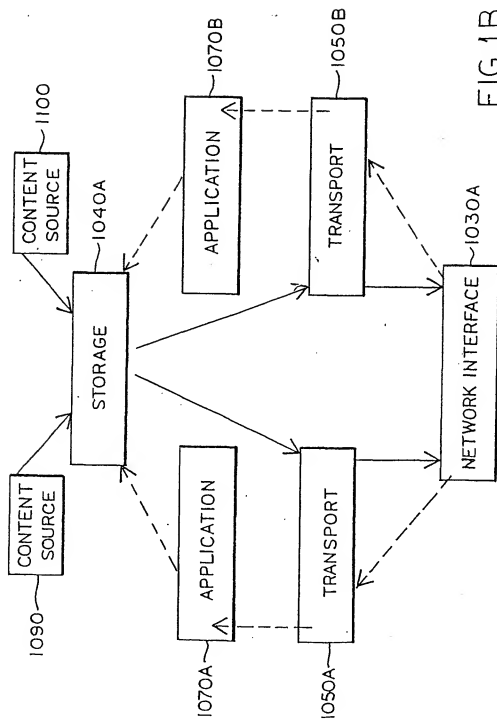 1090
CONTENT
SOURCE
CONTENT
SOURCE
1100
STORAGE
1040A
1070A
APPLICATION
APPLICATION
1070B
1050A
TRANSPORT
TRANSPORT
1050B
NETWORK INTERFACE
1030A
FIG. 1B